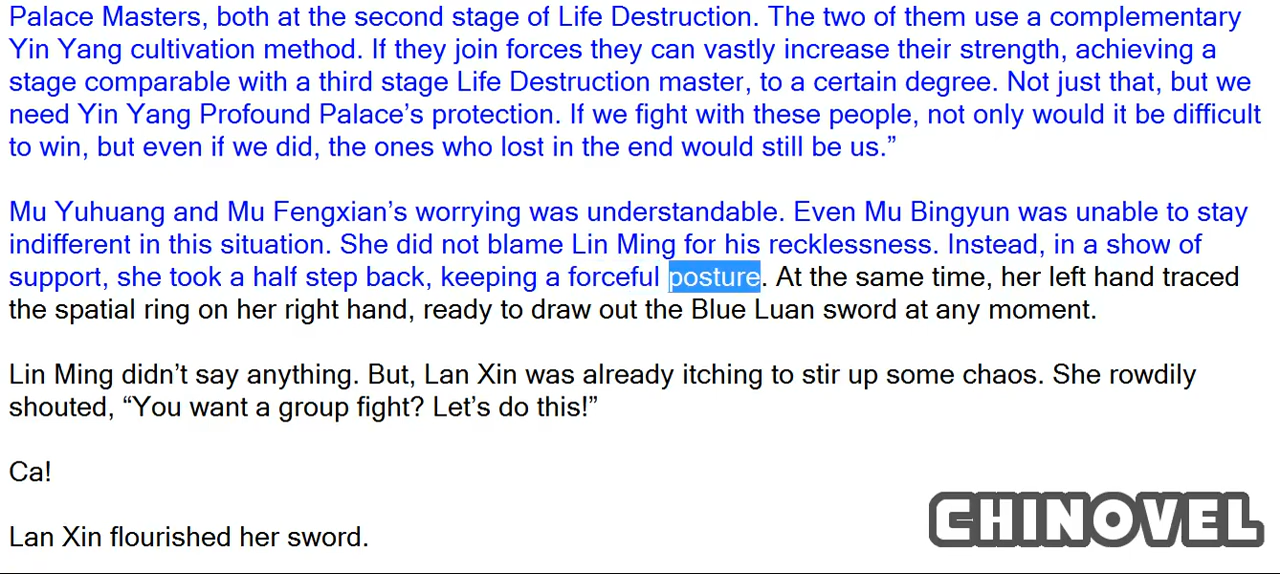 Palace Masters, both at the second stage of Life Destruction. The two of them use a complementary
Yin Yang cultivation method. If they join forces they can vastly increase their strength, achieving a
stage comparable with a third stage Life Destruction master, to a certain degree. Not just that, but we
need Yin Yang Profound Palace’s protection. If we fight with these people, not only would it be difficult
to win, but even if we did, the ones who lost in the end would still be us.”
Mu Yuhuang and Mu Fengxian’s worrying was understandable. Even Mu Bingyun was unable to stay
indifferent in this situation. She did not blame Lin Ming for his recklessness. Instead, in a show of
support, she took a half step back, keeping a forceful posture. At the same time, her left hand traced
the spatial ring on her right hand, ready to draw out the Blue Luan sword at any moment.
Lin Ming didn’t say anything. But, Lan Xin was already itching to stir up some chaos. She rowdily
shouted, “You want a group fight? Let’s do this!”
Ca!
Lan Xin flourished her sword.
CHINOVEL